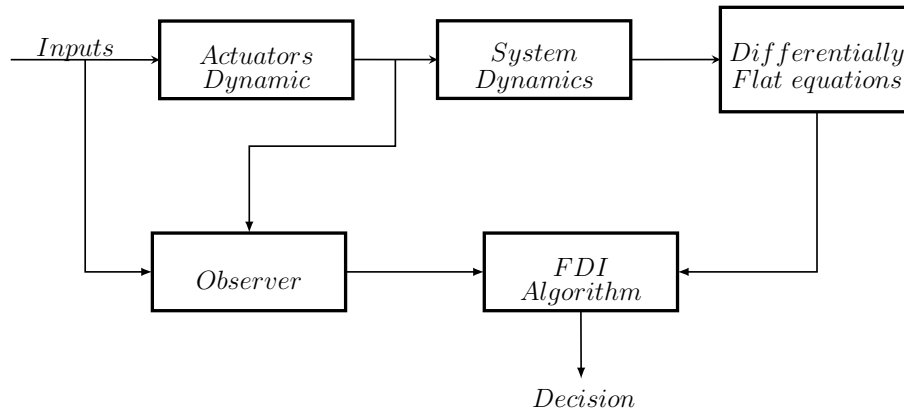 Inputs
Actuators
Dynamic
System
Dynamics
Differentially
Flat equations
Observer
FDI
Algorithm
Decision